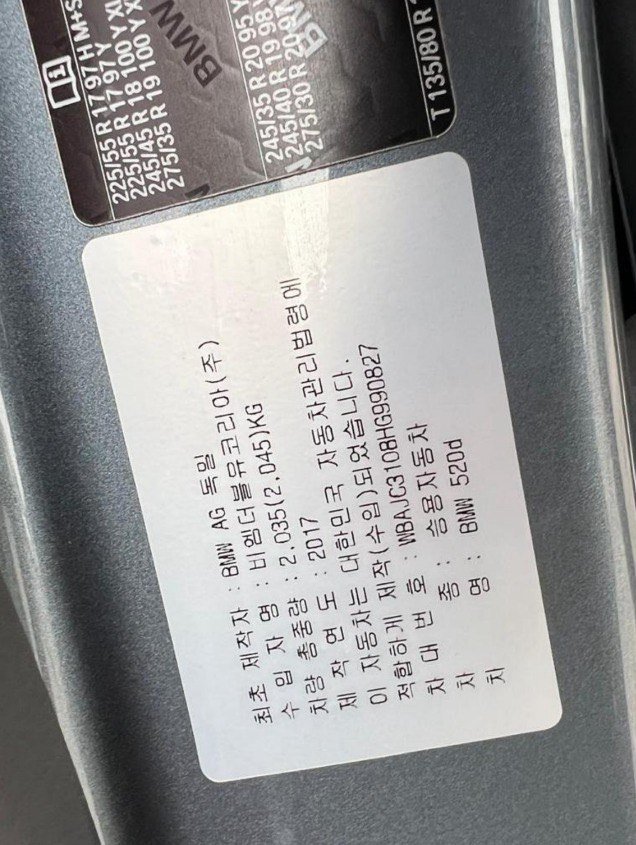 225/55 R 17 97 H M+S
225/55 R 17 97 Y
245/45 R 18 100 Y
275/35 R 19 100 Y
245/35 R 20 95 Y
245/40 R 19 98
275/30 R 20
T 135/80 R
BMW
최초 제작자 : BMW AG 독일
수 입 자 명 : 비엠더블유코리아(주)
차량 총중량 : 2.035(2.045)KG
제 작 연 도 : 2017
이 자동차는 대한민국 자동차관리법령에
적합하게 제작(수입)되었습니다.
차 대 번 호 : WBAJC3108HG990827
차 종 : 승용자동차
차 명 : BMW 520d